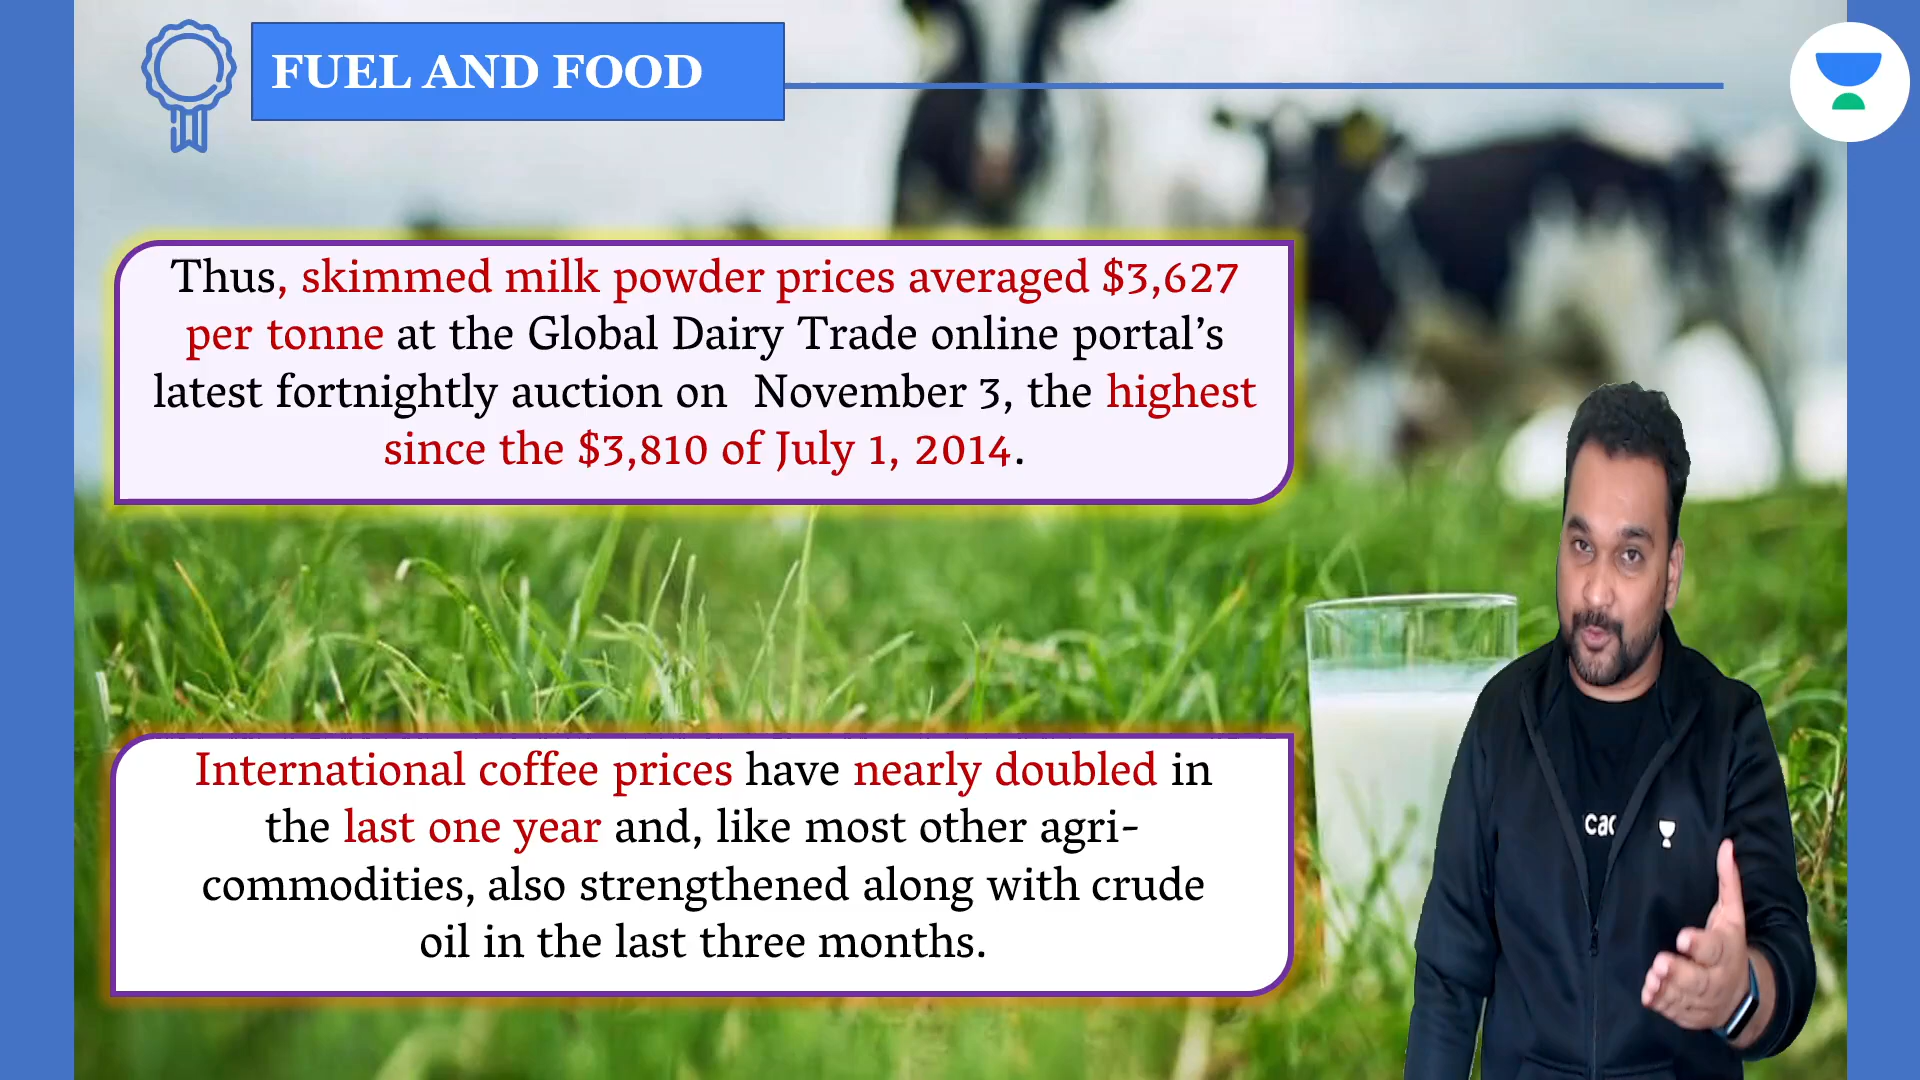 FUEL AND FOOD
Thus, skimmed milk powder prices averaged $3,627
per tonne at the Global Dairy Trade online portal’s
latest fortnightly auction on November 3, the highest
since the $3,810 of July 1, 2014.
International coffee prices have nearly doubled in
the last one year and, like most other agri-
commodities, also strengthened along with crude
oil in the last three months.
cad